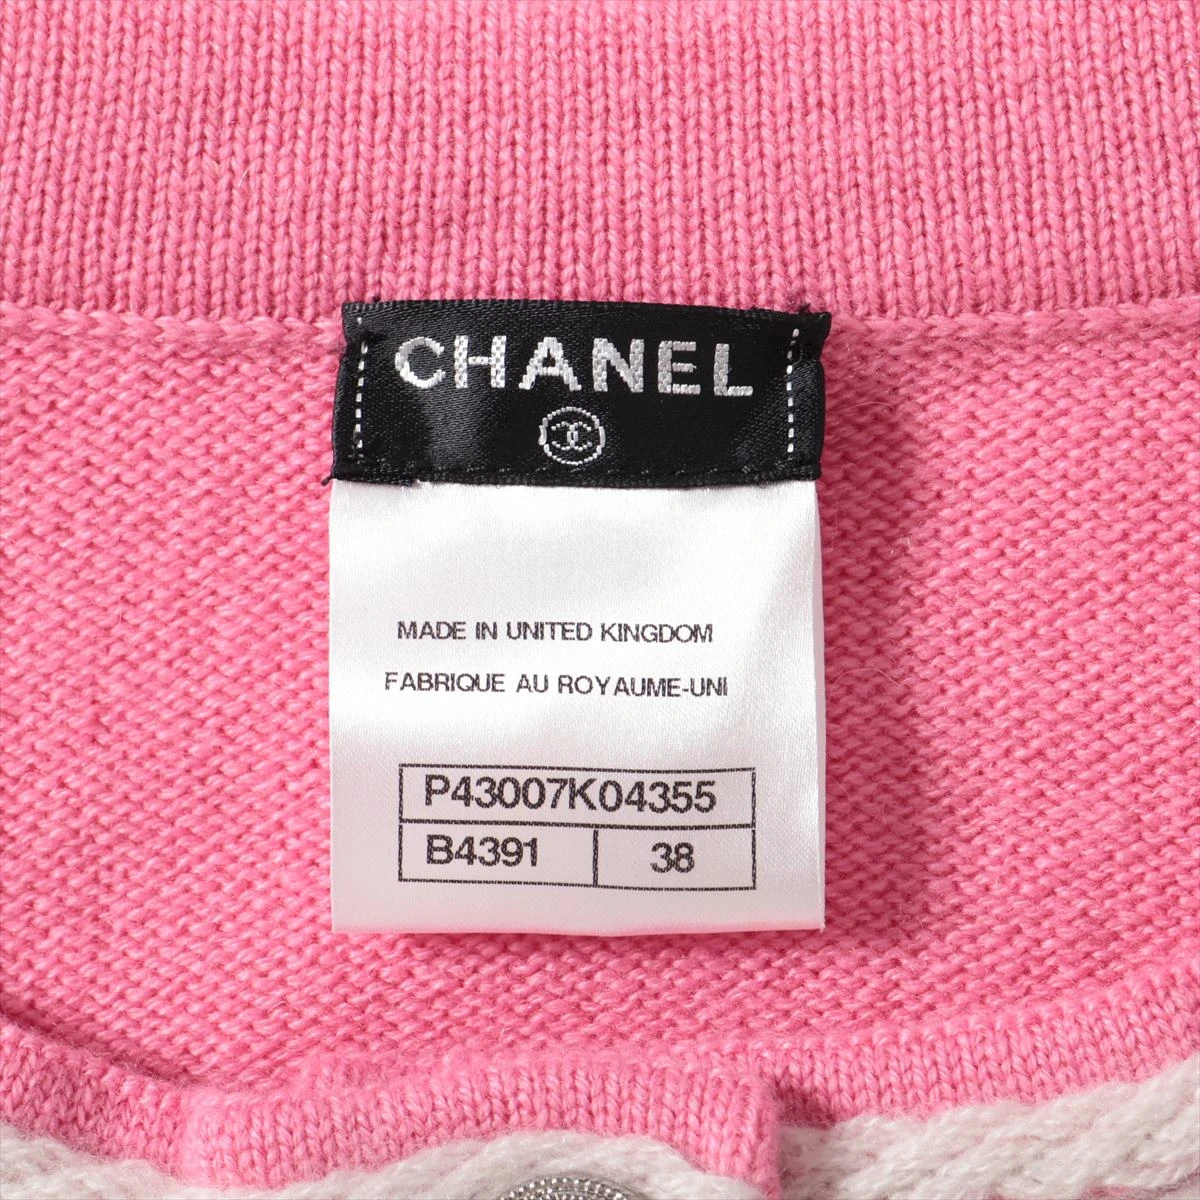 CHANEL
MADE IN UNITED KINGDOM
FABRIQUE AU ROYAUME-UNI
P43007K04355
B4391 38